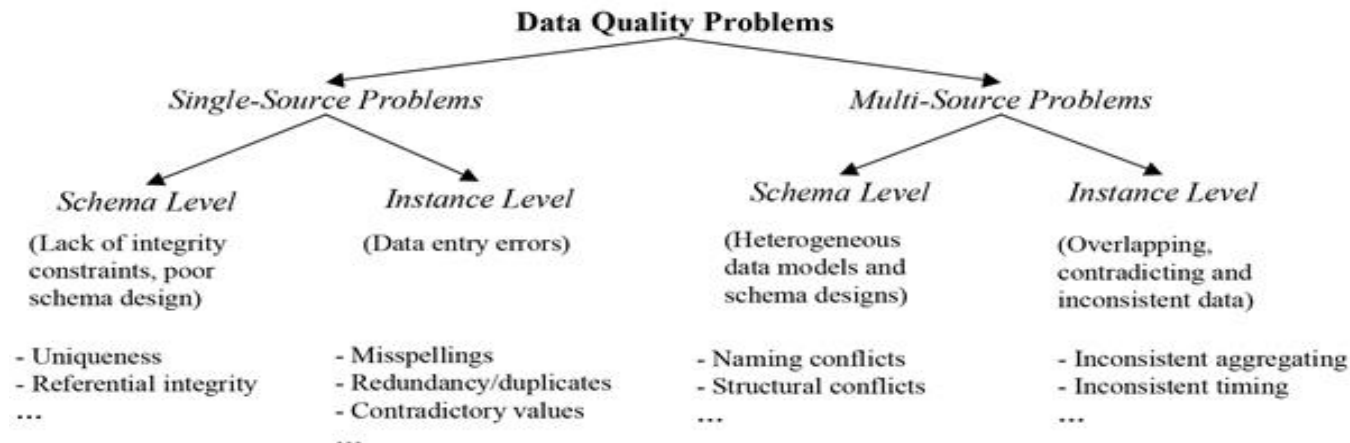 Data Quality Problems
Single-Source Problems
Multi-Source Problems
Schema Level
Instance Level
Schema Level
Instance Level
(Lack of integrity
constraints, poor
schema design)
(Data entry errors)
(Heterogeneous
data models and
schema designs)
(Overlapping,
contradicting and
inconsistent data)
- Uniqueness
- Referential integrity
...
- Misspellings
- Redundancy/duplicates
- Contradictory values
...
- Naming conflicts
- Structural conflicts
...
- Inconsistent aggregating
- Inconsistent timing
...